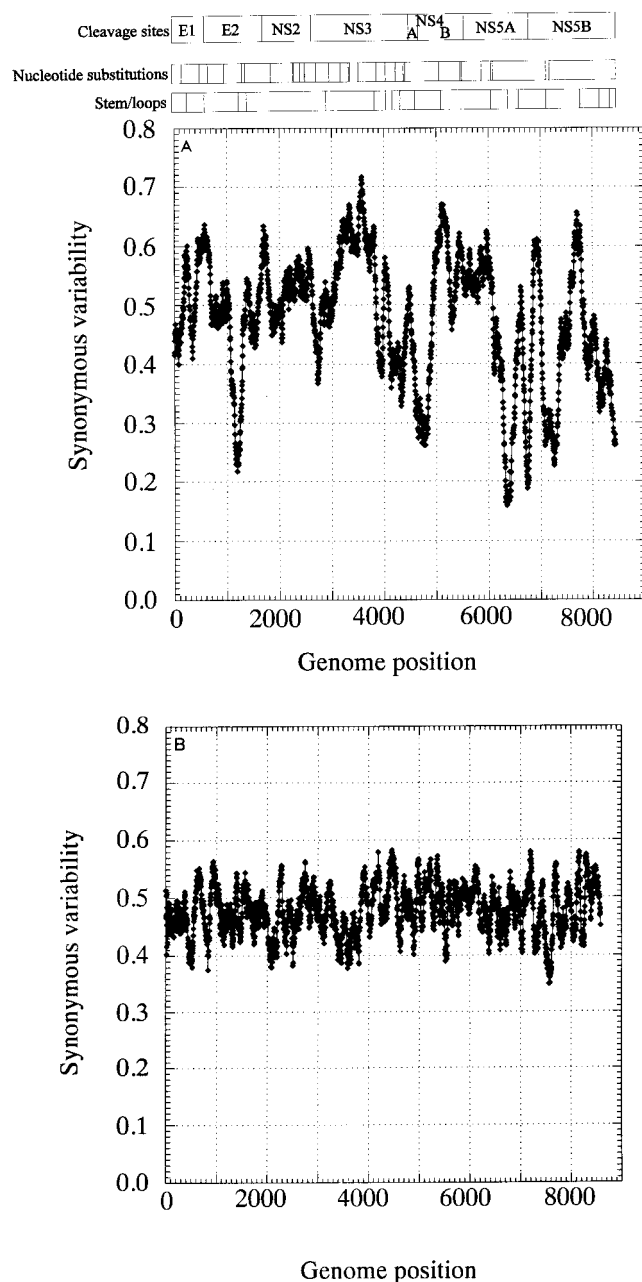 Cleavage sites E1 E2 NS2 NS3 NS4 A B NS5A NS5B
Nucleotide substitutions
Stem/loops
A
0.8
0.7
0.6
0.5
0.4
0.3
0.2
0.1
0.0
Synonymous variability
0 2000 4000 6000 8000
Genome position
B
0.8
0.7
0.6
0.5
0.4
0.3
0.2
0.1
0.0
Synonymous variability
0 2000 4000 6000 8000
Genome position